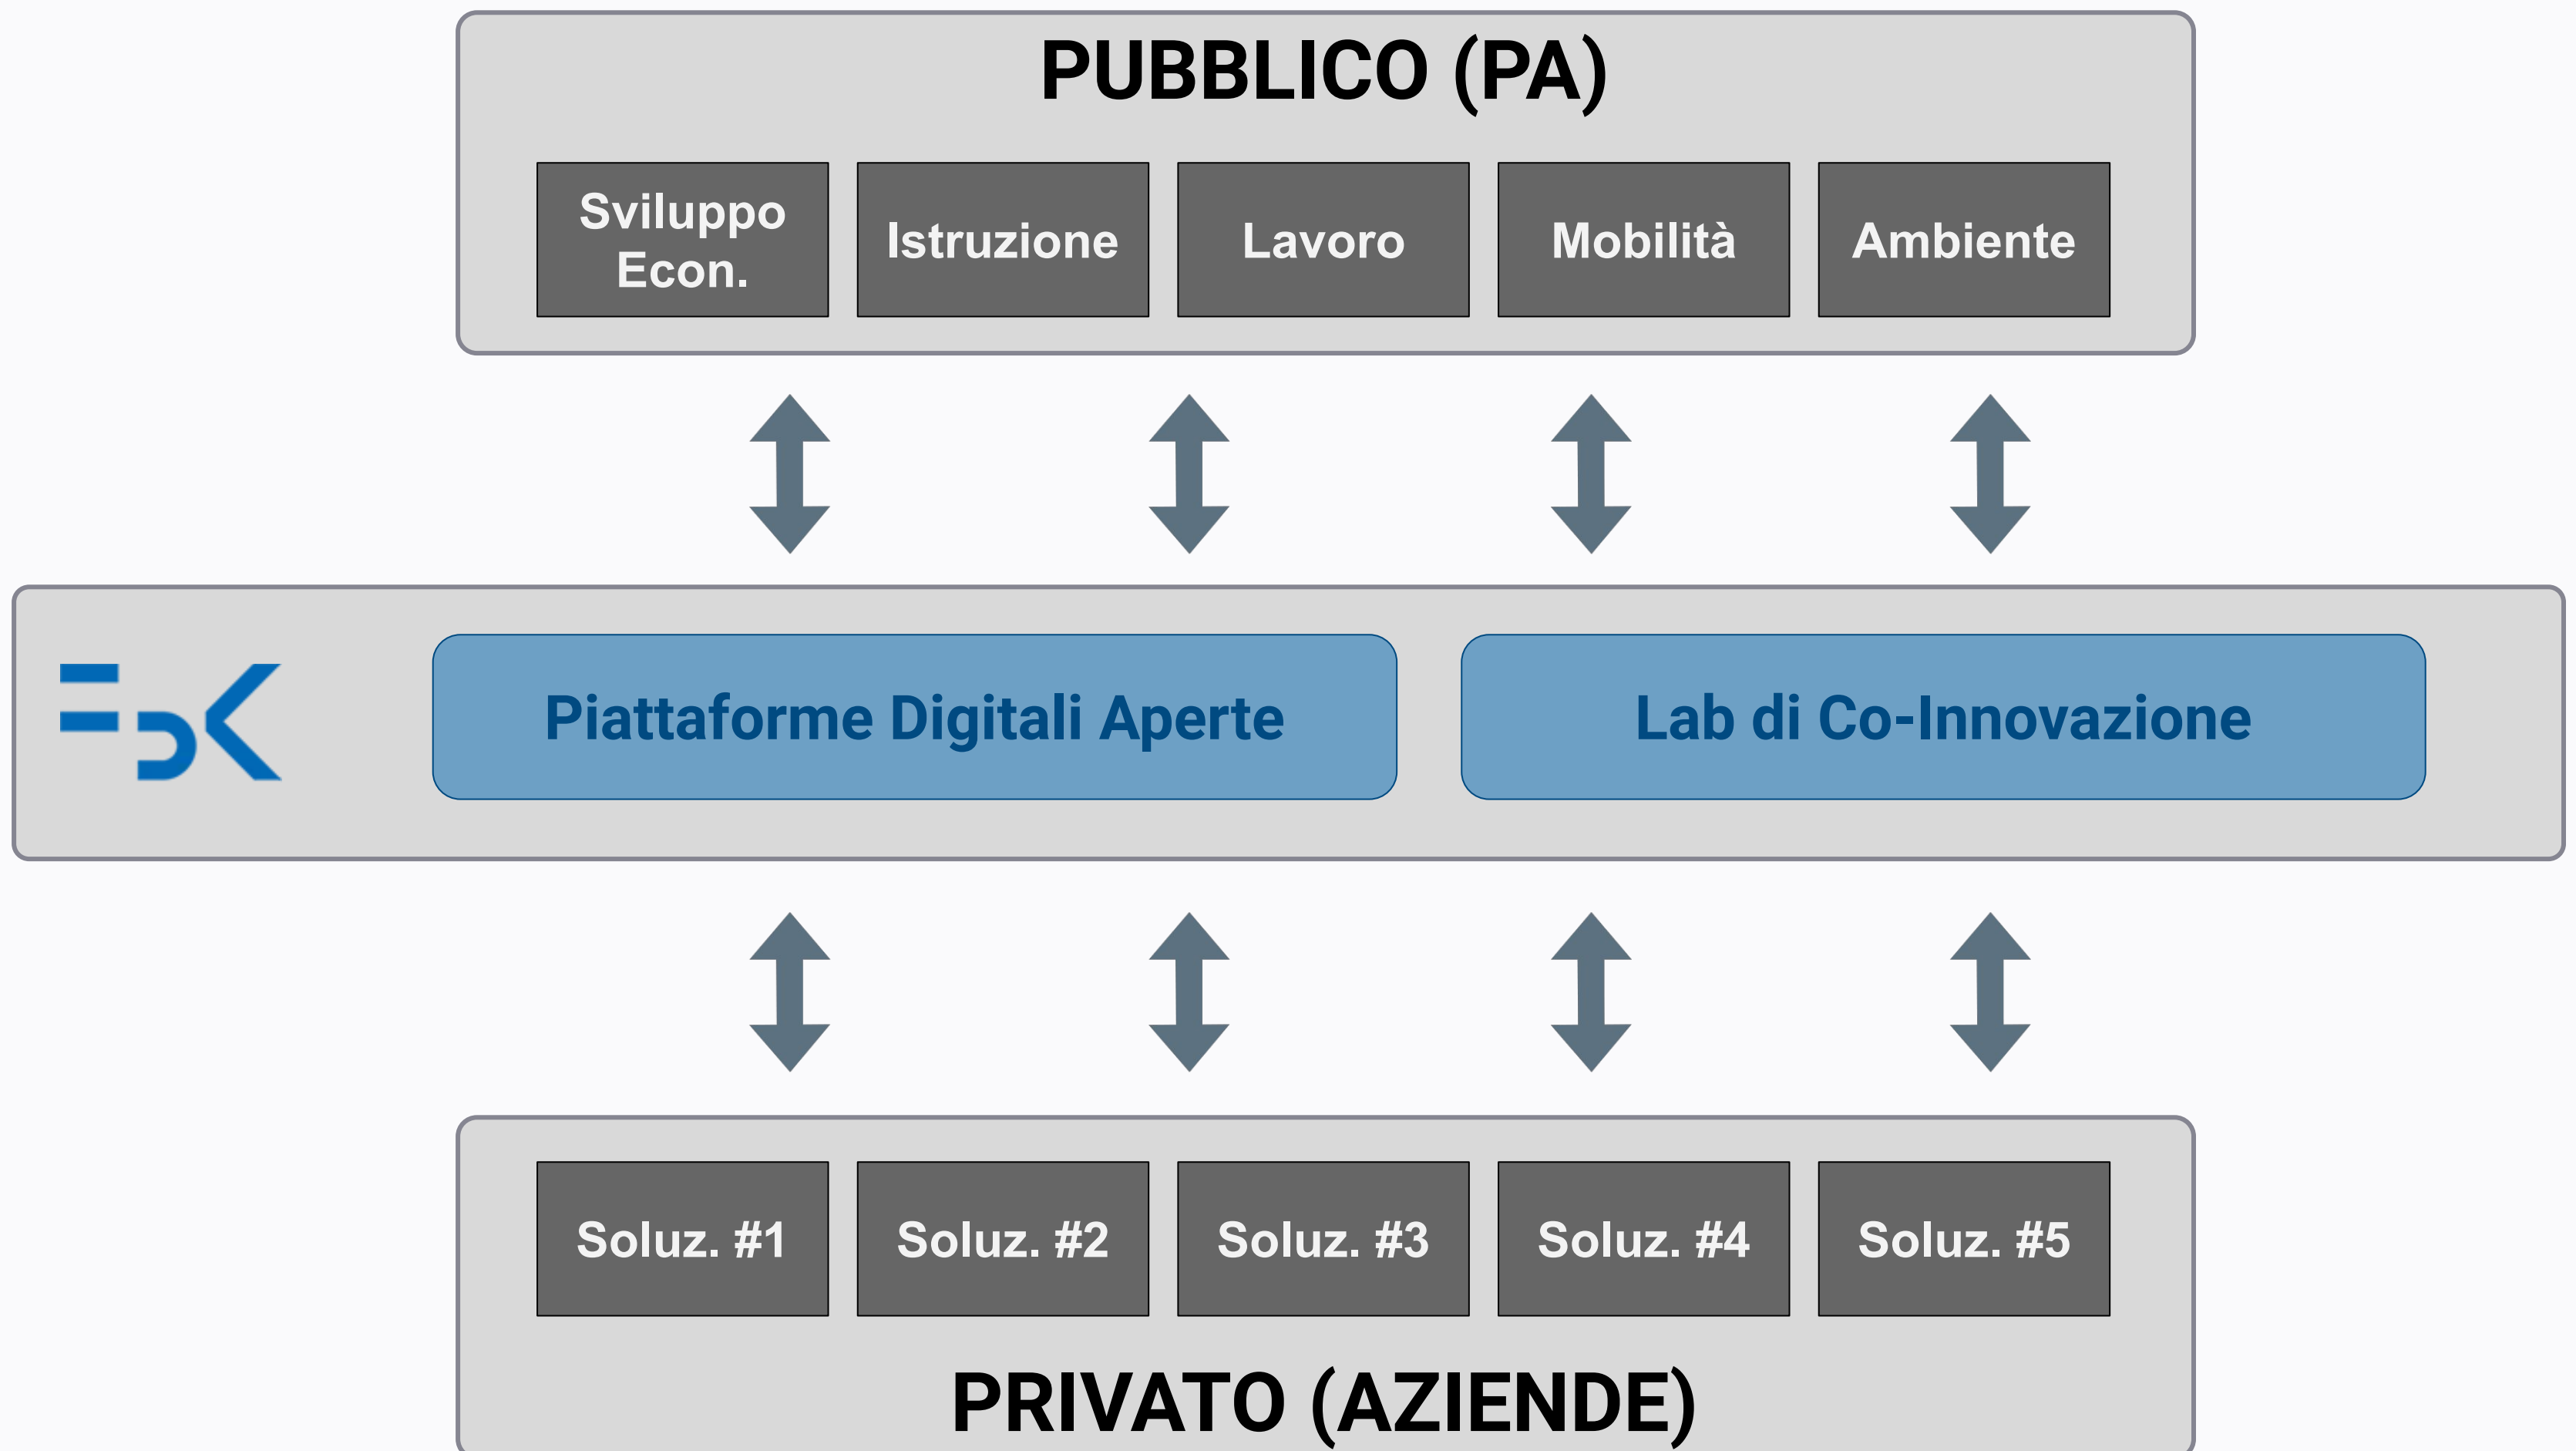 PUBBLICO (PA)
Sviluppo
Econ.
Istruzione
Lavoro
Mobilità
Ambiente
FBK
Piattaforme Digitali Aperte
Lab di Co-Innovazione
Soluz. #1
Soluz. #2
Soluz. #3
Soluz. #4
Soluz. #5
PRIVATO (AZIENDE)